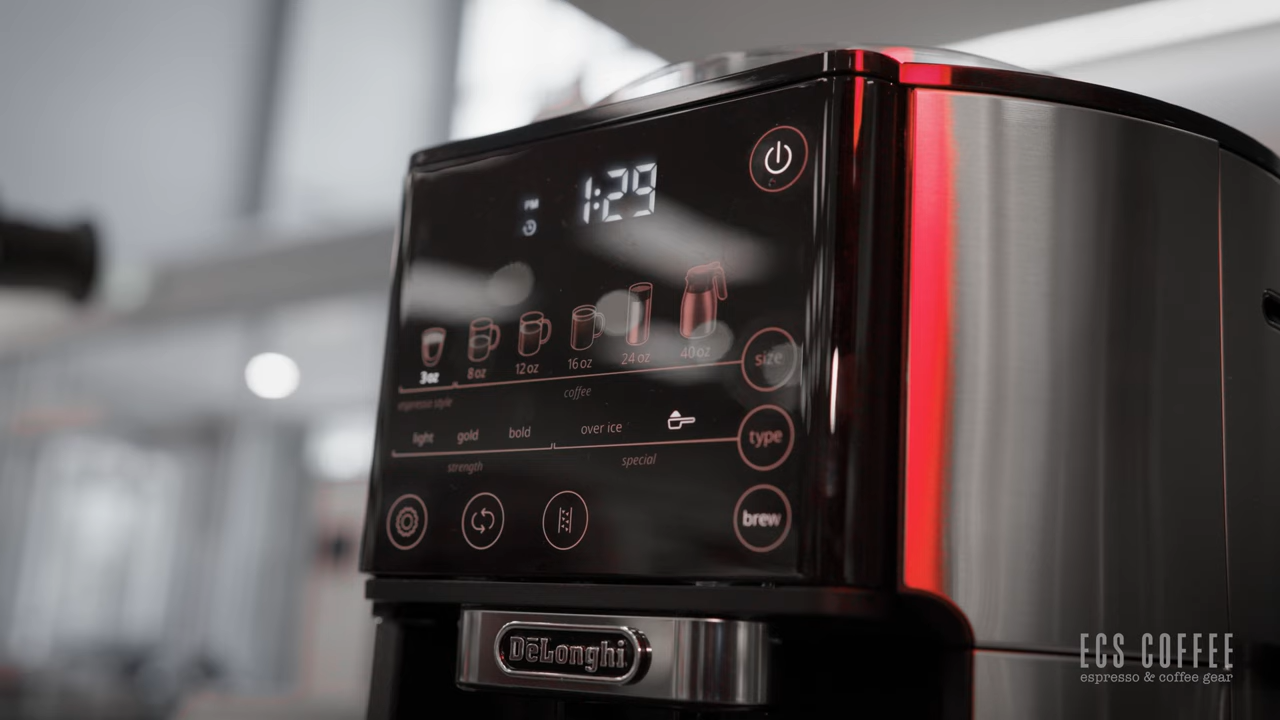 PM
1:29
3oz 8oz 12oz 16oz 24oz 40oz
size
espresso style coffee
light gold bold over ice
type
strength special
brew
DeLonghi
ECS COFFEE
espresso & coffee gear